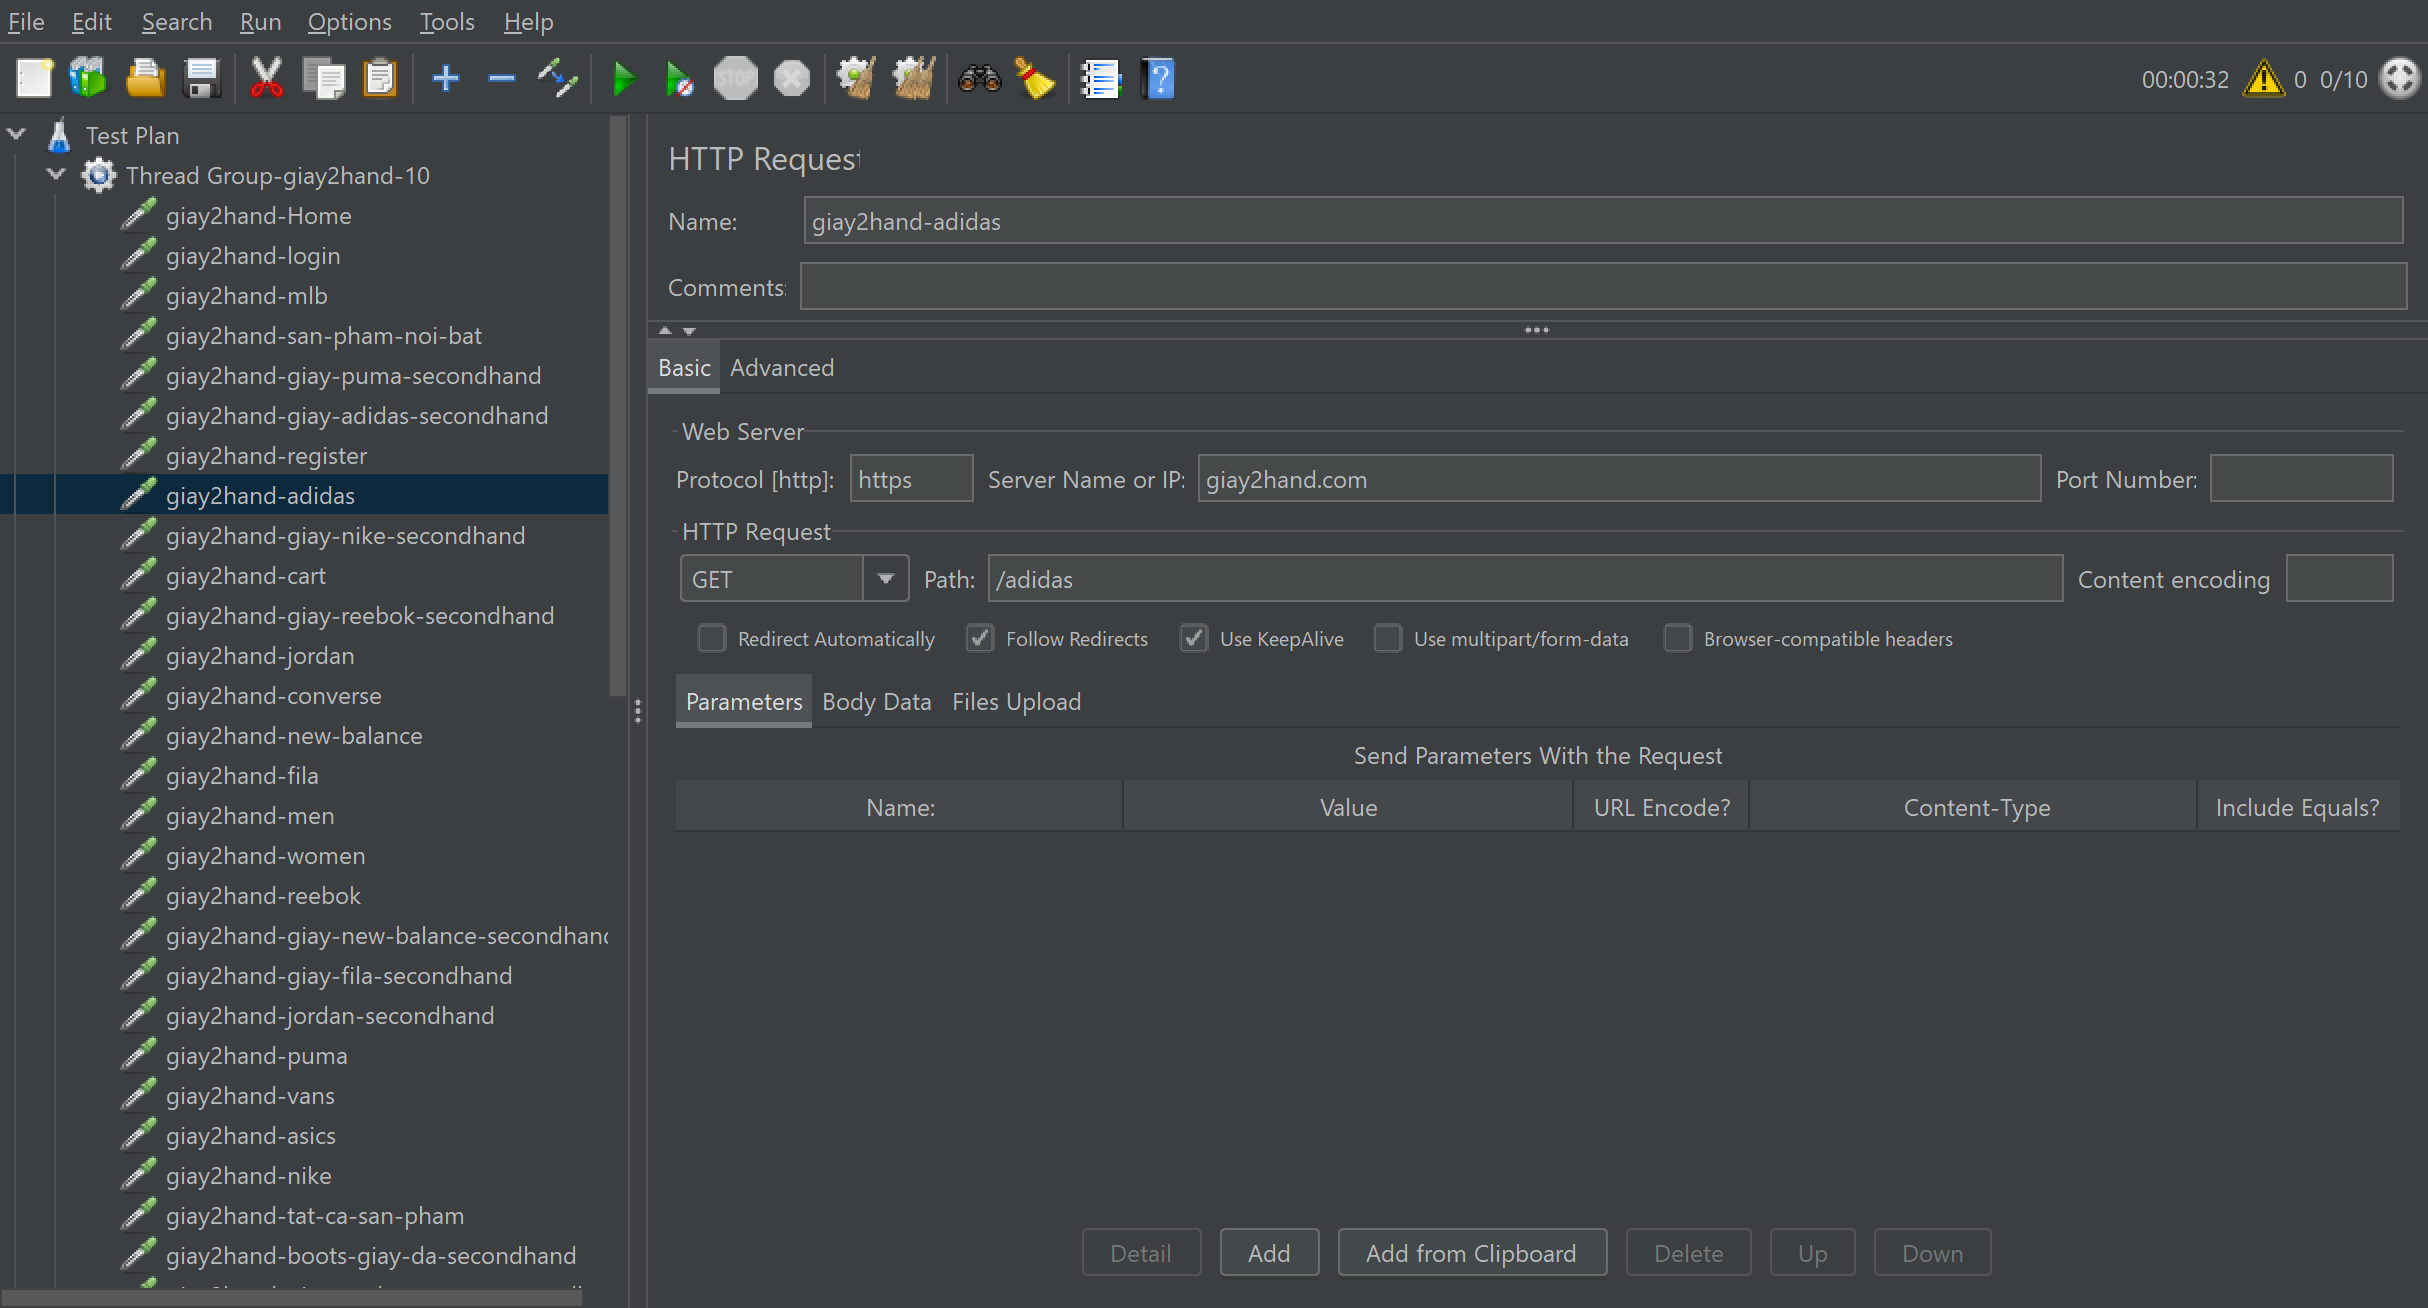 File Edit Search Run Options Tools Help
STOP
00:00:32 0 0/10
Test Plan
Thread Group-giay2hand-10
giay2hand-Home
giay2hand-login
giay2hand-mlb
giay2hand-san-pham-noi-bat
giay2hand-giay-puma-secondhand
giay2hand-giay-adidas-secondhand
giay2hand-register
giay2hand-adidas
giay2hand-giay-nike-secondhand
giay2hand-cart
giay2hand-giay-reebok-secondhand
giay2hand-jordan
giay2hand-converse
giay2hand-new-balance
giay2hand-fila
giay2hand-men
giay2hand-women
giay2hand-reebok
giay2hand-giay-new-balance-secondhand
giay2hand-giay-fila-secondhand
giay2hand-jordan-secondhand
giay2hand-puma
giay2hand-vans
giay2hand-asics
giay2hand-nike
giay2hand-tat-ca-san-pham
giay2hand-boots-giay-da-secondhand
HTTP Request
Name: giay2hand-adidas
Comments:
Basic Advanced
Web Server
Protocol [http]: https Server Name or IP: giay2hand.com Port Number:
HTTP Request
GET Path: /adidas Content encoding
Redirect Automatically Follow Redirects Use KeepAlive Use multipart/form-data Browser-compatible headers
Parameters Body Data Files Upload
Send Parameters With the Request
Name: Value URL Encode? Content-Type Include Equals?
Detail Add Add from Clipboard Delete Up Down